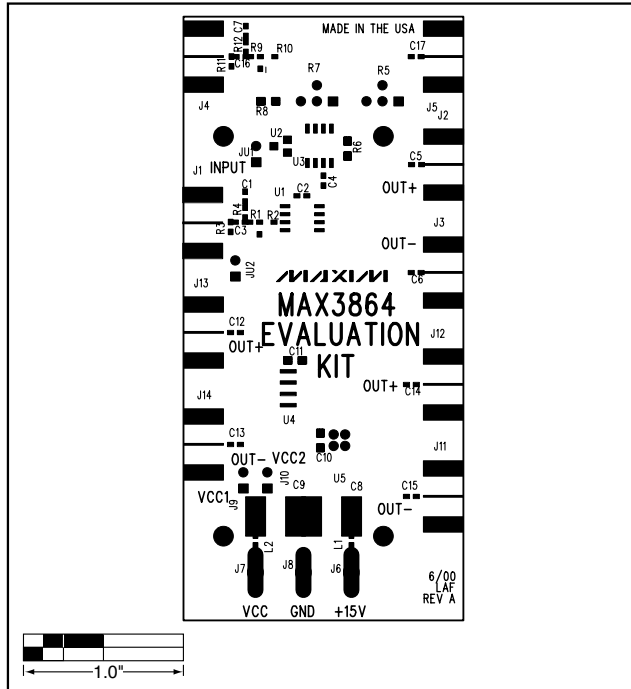 MADE IN THE USA
C7
R12
R9
R10
R11
C16
C17
R7
R5
J4
R8
J5
J2
U2
JU1
R6
INPUT
U3
C5
J1
C4
OUT+
C1
U1
C2
R4
R3
C3
R1
R2
J3
OUT-
JU2
C6
J13
MAXIM
MAX3864
EVALUATION
KIT
C12
OUT+
J12
C11
OUT+
C14
J14
U4
C13
C10
J11
OUT-
VCC2
J10
U5
VCC1
J9
C9
C8
C15
OUT-
L2
L1
J7
J8
J6
6/00
LAF
REV A
VCC
GND
+15V
1.0"